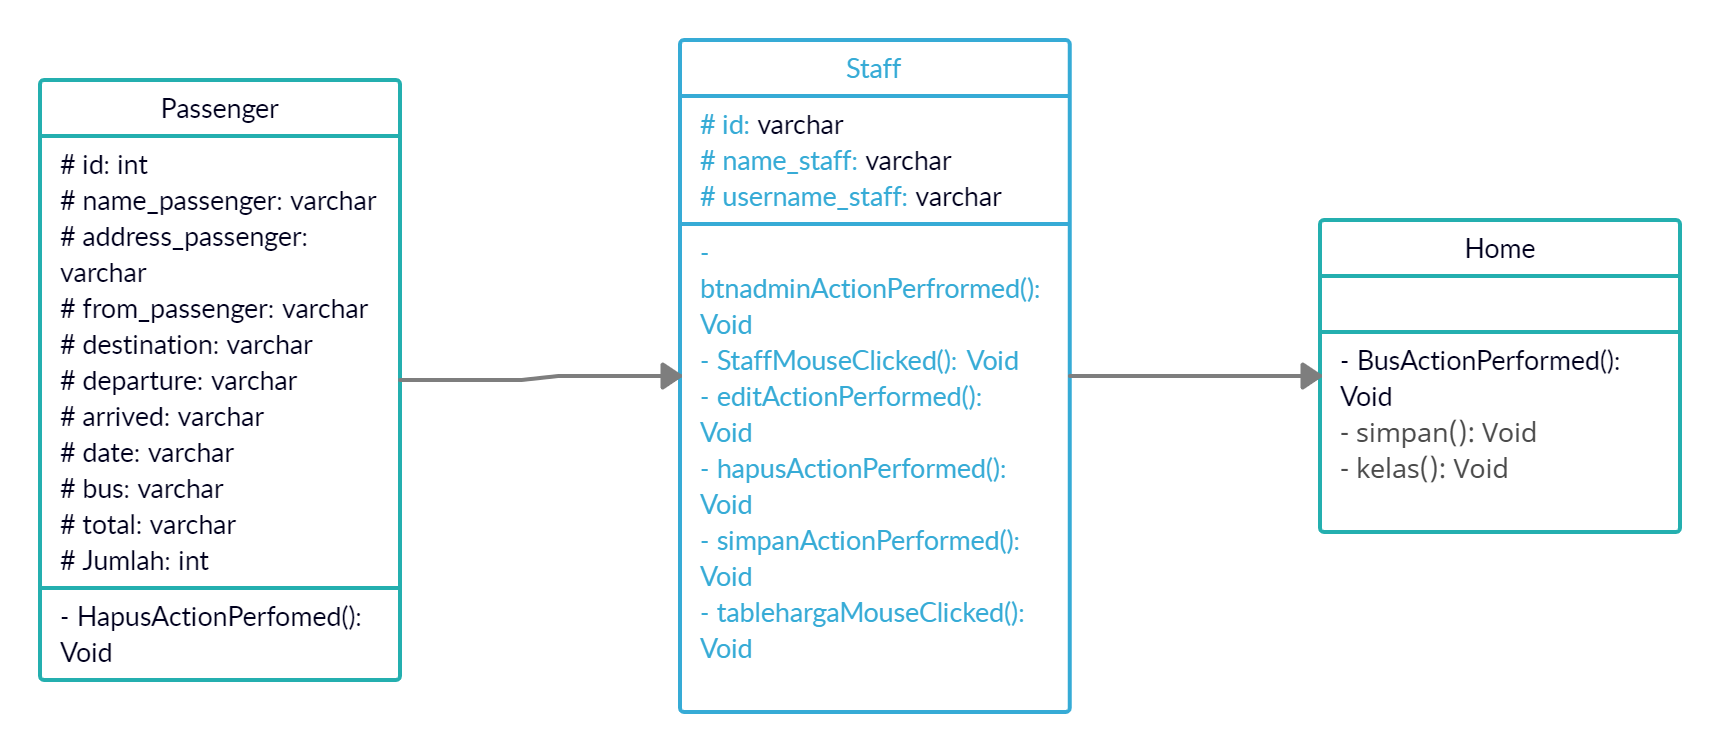 Passenger
# id: int
# name_passenger: varchar
# address_passenger:
varchar
# from_passenger: varchar
# destination: varchar
# departure: varchar
# arrived: varchar
# date: varchar
# bus: varchar
# total: varchar
# Jumlah: int
- HapusActionPerfomed():
Void
Staff
# id: varchar
# name_staff: varchar
# username_staff: varchar
-
btnadminActionPerfrormed():
Void
- StaffMouseClicked(): Void
- editActionPerformed():
Void
- hapusActionPerformed():
Void
- simpanActionPerformed():
Void
- tablehargaMouseClicked():
Void
Home
- BusActionPerformed():
Void
- simpan(): Void
- kelas(): Void